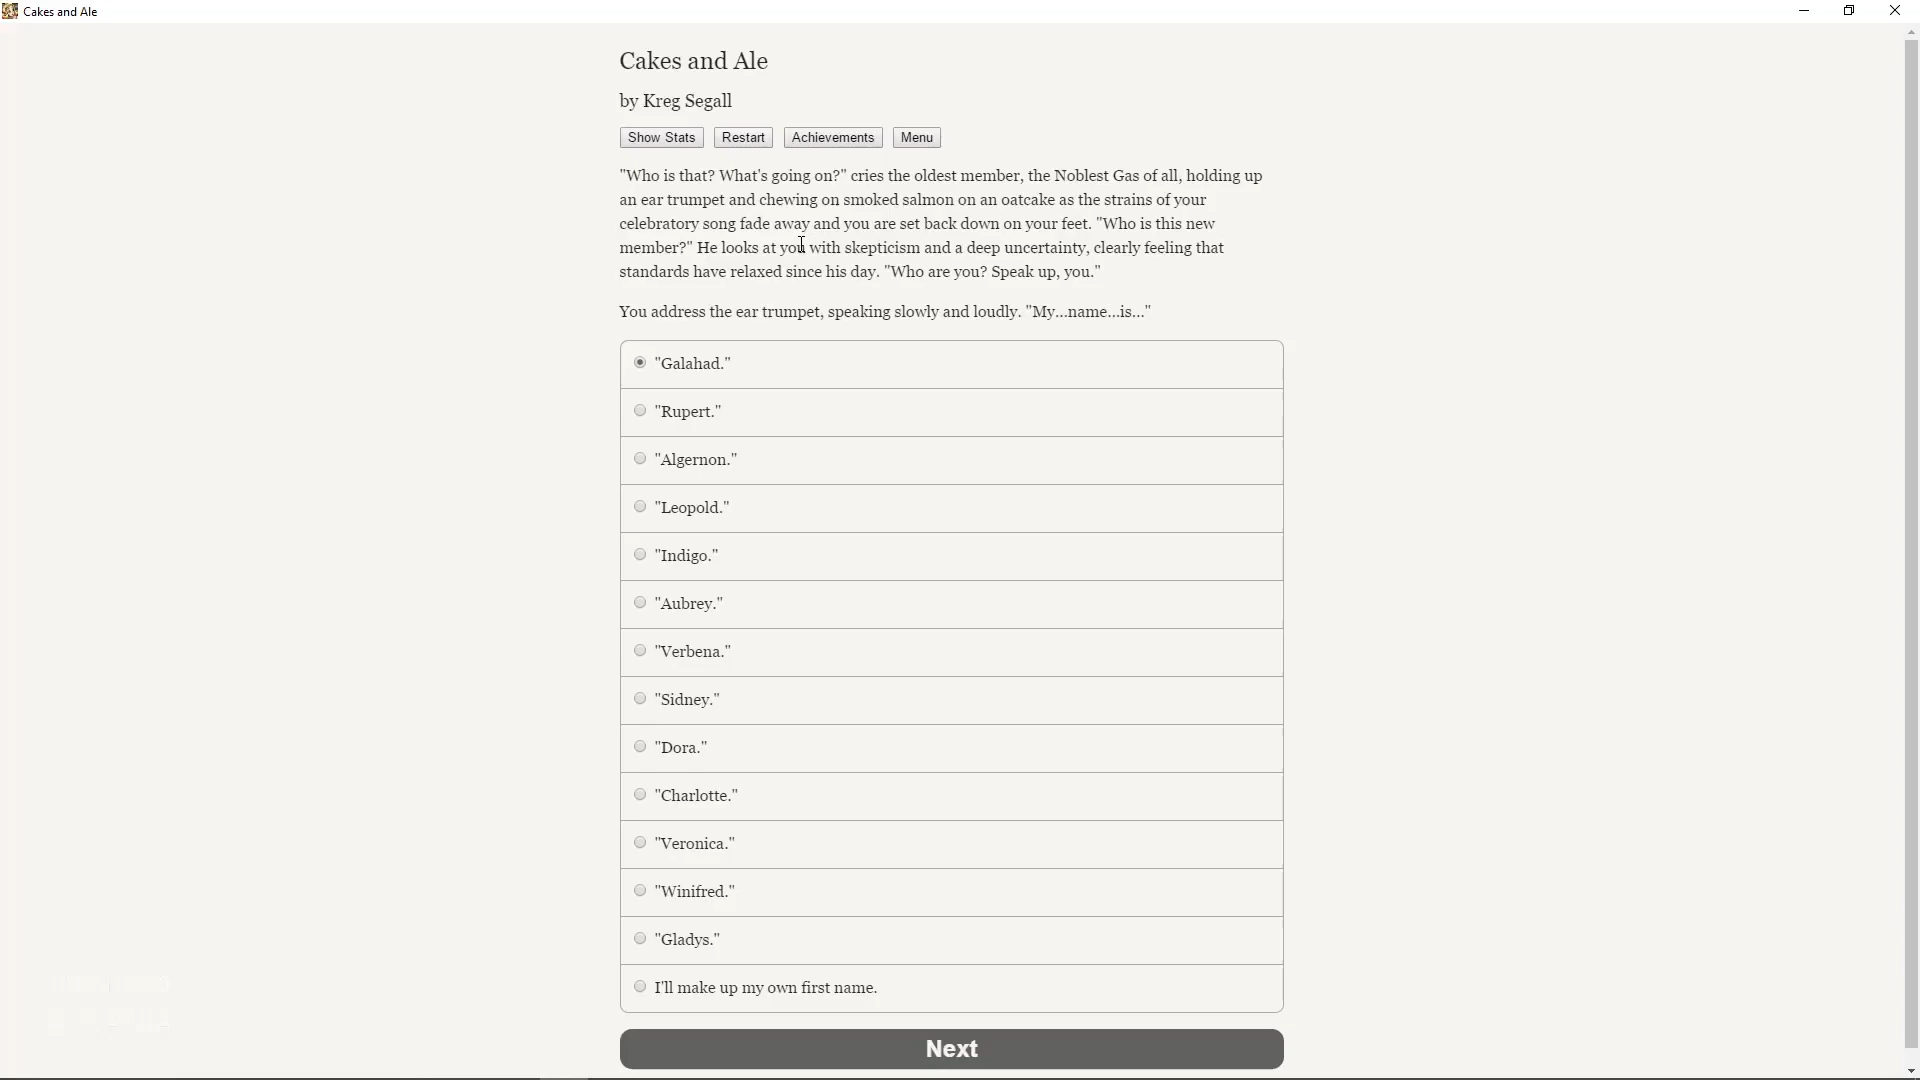 Cakes and Ale
Cakes and Ale
by Kreg Segall
Show Stats Restart Achievements Menu
"Who is that? What's going on?" cries the oldest member, the Noblest Gas of all, holding up
an ear trumpet and chewing on smoked salmon on an oatcake as the strains of your
celebratory song fade away and you are set back down on your feet. "Who is this new
member?" He looks at you with skepticism and a deep uncertainty, clearly feeling that
standards have relaxed since his day. "Who are you? Speak up, you."
You address the ear trumpet, speaking slowly and loudly. "My...name...is..."
"Galahad."
"Rupert."
"Algernon."
"Leopold."
"Indigo."
"Aubrey."
"Verbena."
"Sidney."
"Dora."
"Charlotte."
"Veronica."
"Winifred."
"Gladys."
I'll make up my own first name.
Next